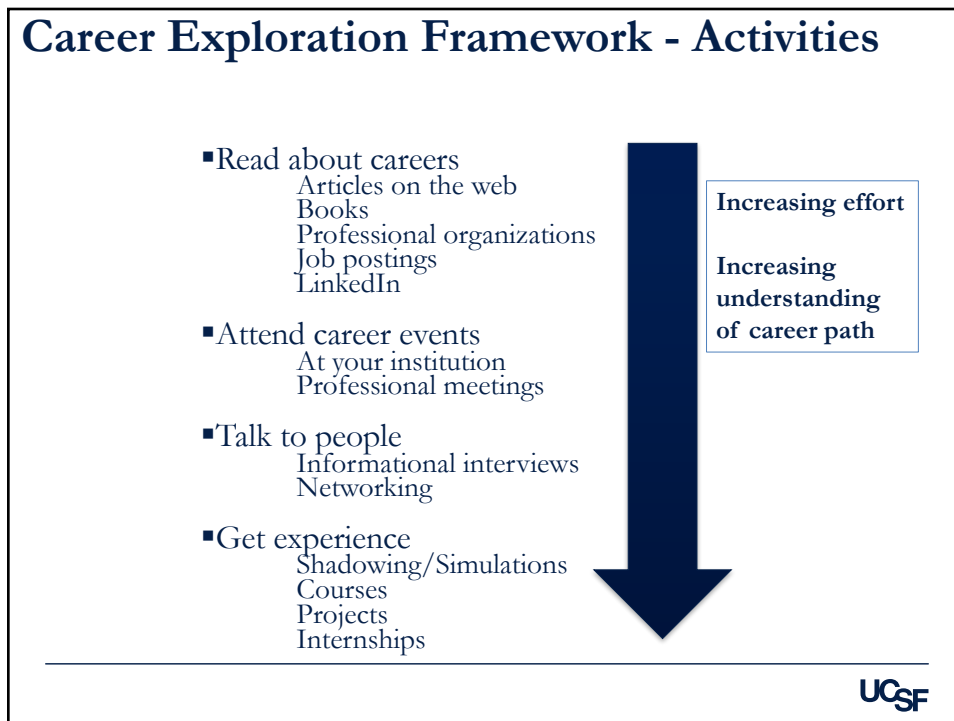 Career Exploration Framework - Activities
▪Read about careers
Articles on the web
Books
Professional organizations
Job postings
LinkedIn
▪Attend career events
At your institution
Professional meetings
▪Talk to people
Informational interviews
Networking
▪Get experience
Shadowing/Simulations
Courses
Projects
Internships
Increasing effort
Increasing
understanding
of career path
UCSF